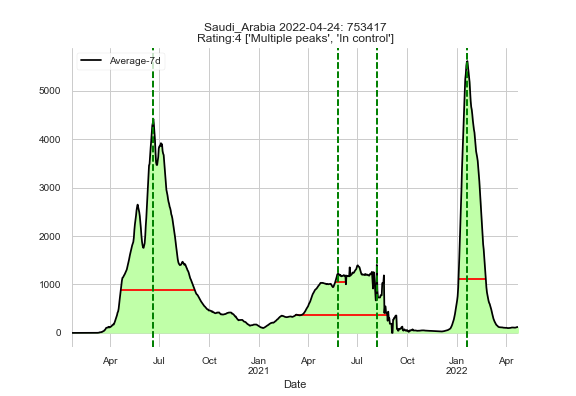 Saudi_Arabia 2022-04-24: 753417
Rating:4 ['Multiple peaks', 'In control']
Average-7d
5000
4000
3000
2000
1000
0
Apr Jul Oct Jan Apr Jul Oct Jan Apr
2021 2022
Date